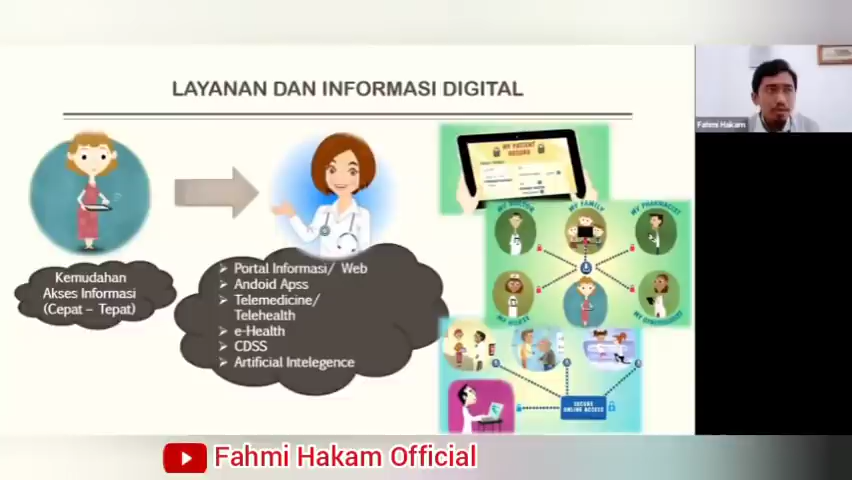 LAYANAN DAN INFORMASI DIGITAL
Fahmi Hakam
Kemudahan
Akses Informasi
(Cepat – Tepat)
➢ Portal Informasi/ Web
➢ Andoid Apss
➢ Telemedicine/
Telehealth
➢ e-Health
➢ CDSS
➢ Artificial Intelegence
MY PATIENT
RECORD
MY DOCTOR
MY FAMILY
MY PHARMACIST
MY NURSE
SECURE
ONLINE ACCESS
Fahmi Hakam Official